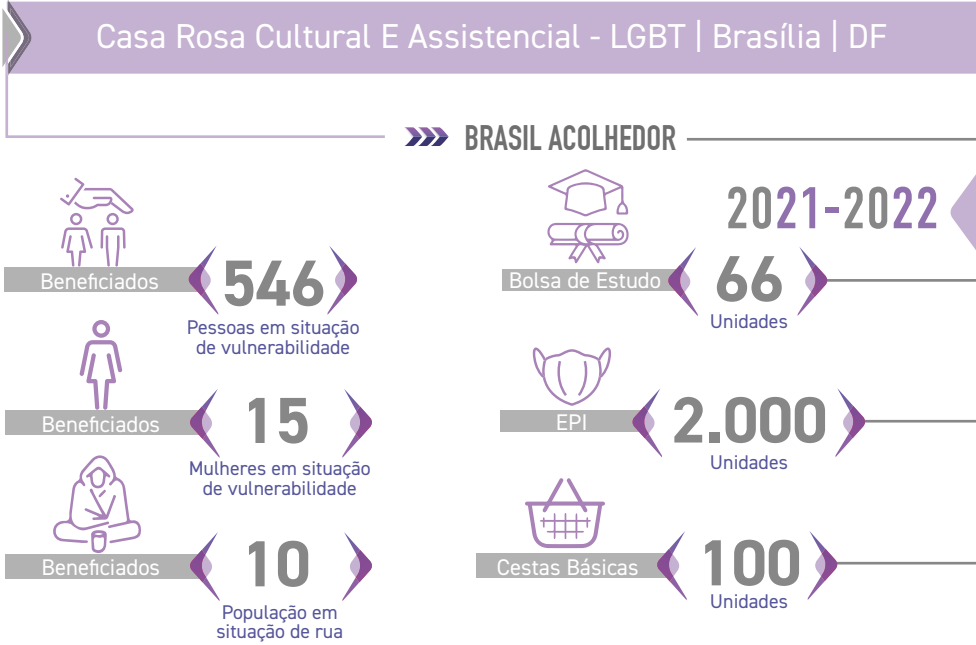 Casa Rosa Cultural E Assistencial - LGBT | Brasília | DF
BRASIL ACOLHEDOR
2021-2022
Beneficiados
546
Pessoas em situação
de vulnerabilidade
Beneficiados
15
Mulheres em situação
de vulnerabilidade
Beneficiados
10
População em
situação de rua
Bolsa de Estudo
66
Unidades
EPI
2.000
Unidades
Cestas Básicas
100
Unidades